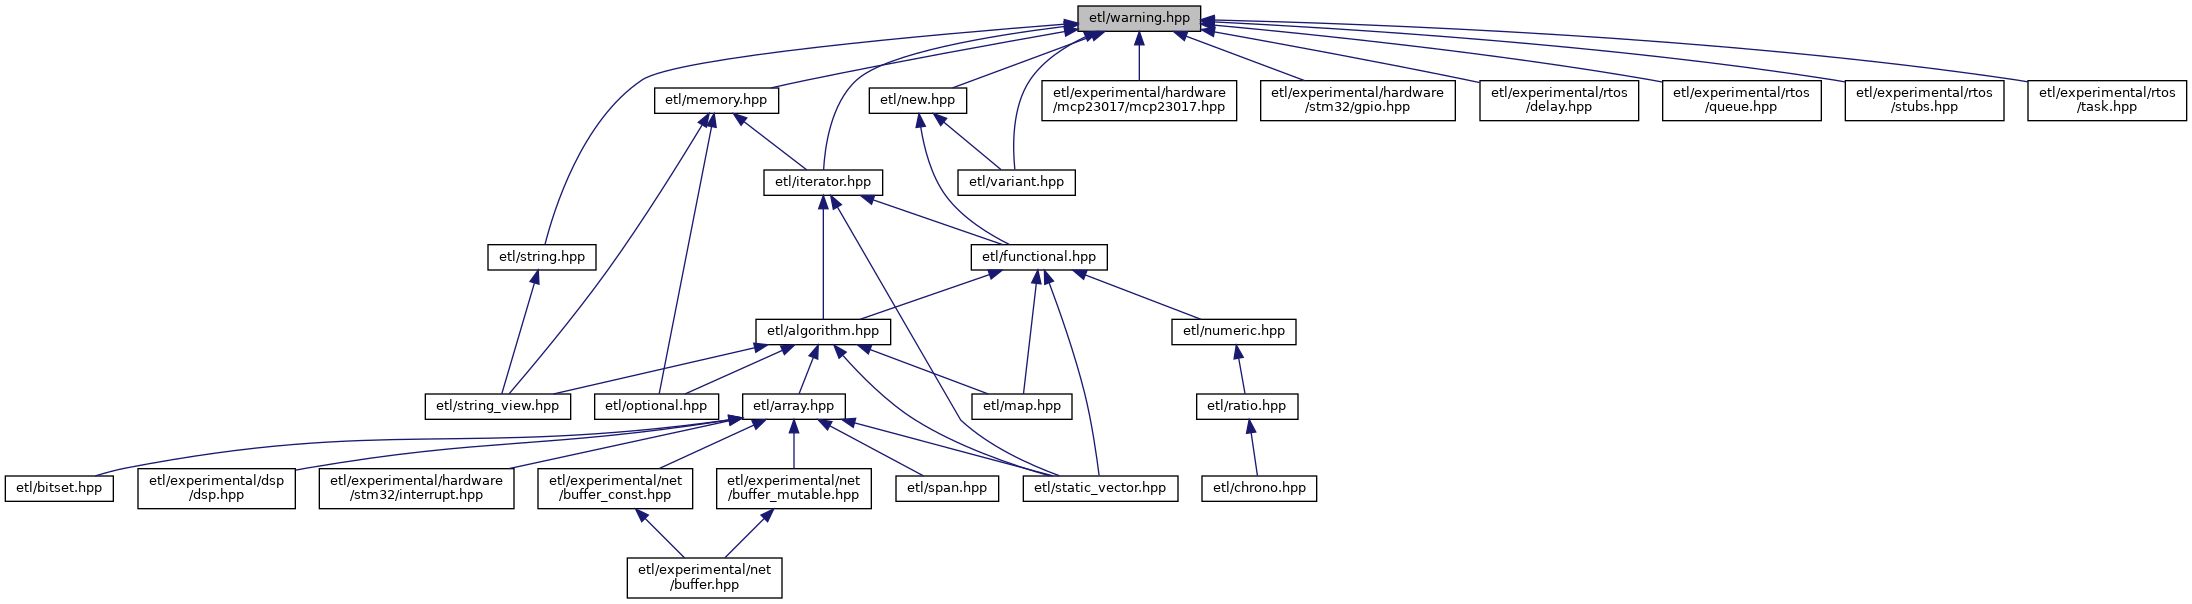 etl/warning.hpp
etl/memory.hpp
etl/new.hpp
etl/experimental/hardware
/mcp23017/mcp23017.hpp
etl/experimental/hardware
/stm32/gpio.hpp
etl/experimental/rtos
/delay.hpp
etl/experimental/rtos
/queue.hpp
etl/experimental/rtos
/stubs.hpp
etl/experimental/rtos
/task.hpp
etl/iterator.hpp
etl/variant.hpp
etl/string.hpp
etl/functional.hpp
etl/algorithm.hpp
etl/numeric.hpp
etl/string_view.hpp
etl/optional.hpp
etl/array.hpp
etl/map.hpp
etl/ratio.hpp
etl/bitset.hpp
etl/experimental/dsp
/dsp.hpp
etl/experimental/hardware
/stm32/interrupt.hpp
etl/experimental/net
/buffer_const.hpp
etl/experimental/net
/buffer_mutable.hpp
etl/span.hpp
etl/static_vector.hpp
etl/chrono.hpp
etl/experimental/net
/buffer.hpp